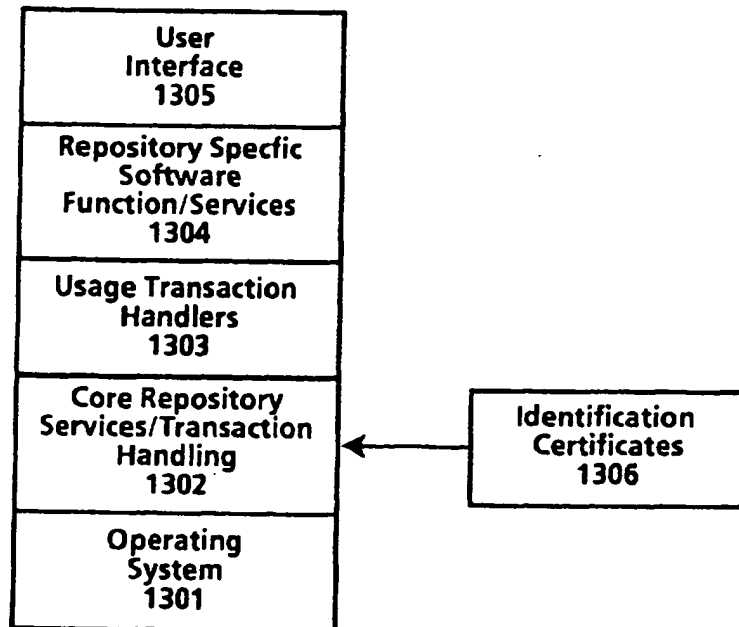 User
Interface
1305
Repository Specfic
Software
Function/Services
1304
Usage Transaction
Handlers
1303
Core Repository
Services/Transaction
Handling
1302
Identification
Certificates
1306
Operating
System
1301